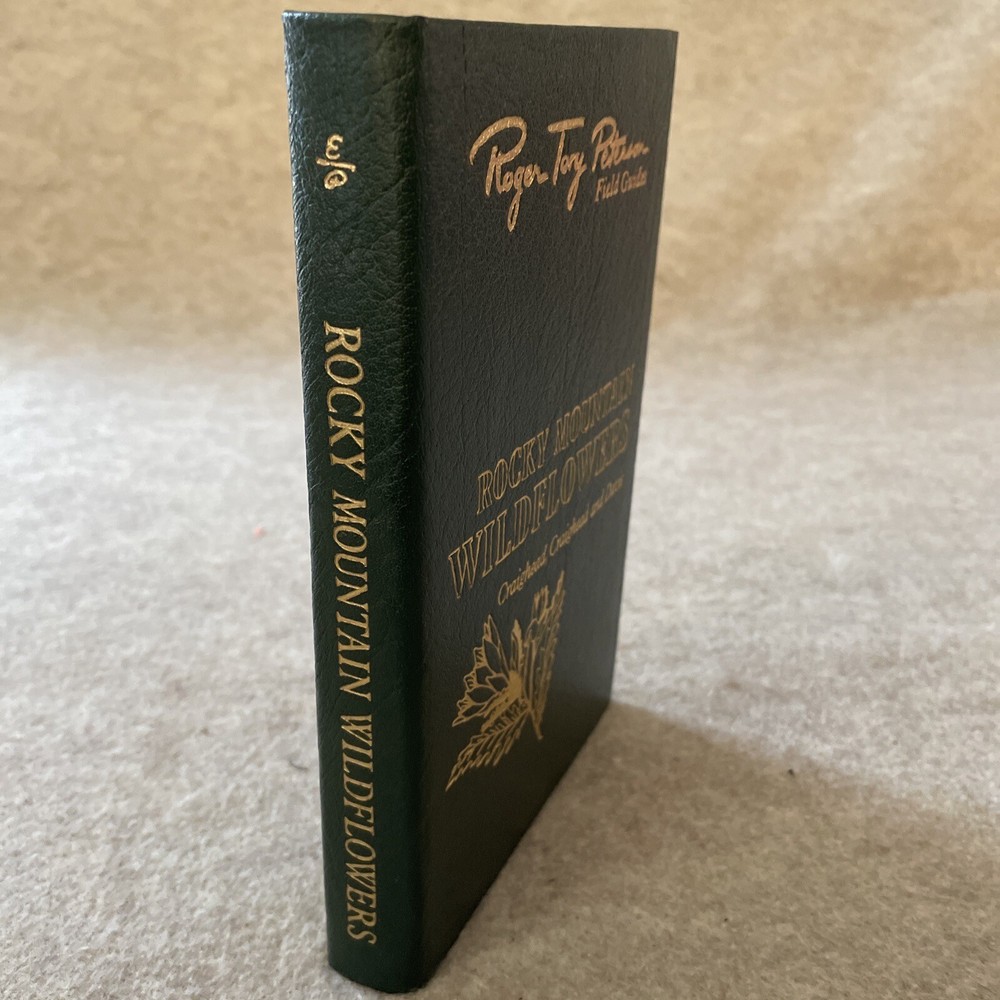 ROCKY MOUNTAIN WILDFLOWERS
Roger Tory Peterson
Field Guides
ROCKY MOUNTAIN
WILDFLOWERS
Craighead, Craighead and Davis